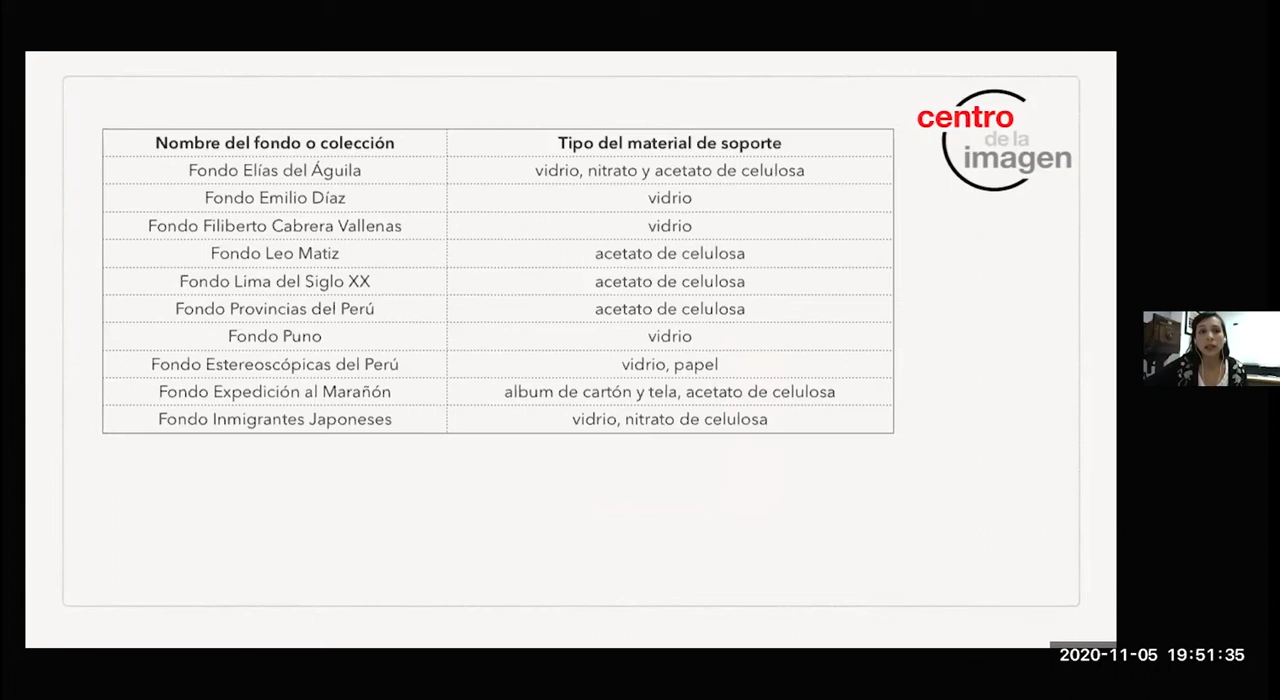 centro
de la
imagen
Nombre del fondo o colección Tipo del material de soporte
Fondo Elías del Águila vidrio, nitrato y acetato de celulosa
Fondo Emilio Díaz vidrio
Fondo Filiberto Cabrera Vallenas vidrio
Fondo Leo Matiz acetato de celulosa
Fondo Lima del Siglo XX acetato de celulosa
Fondo Provincias del Perú acetato de celulosa
Fondo Puno vidrio
Fondo Estereoscópicas del Perú vidrio, papel
Fondo Expedición al Marañón album de cartón y tela, acetato de celulosa
Fondo Inmigrantes Japoneses vidrio, nitrato de celulosa
2020-11-05 19:51:35